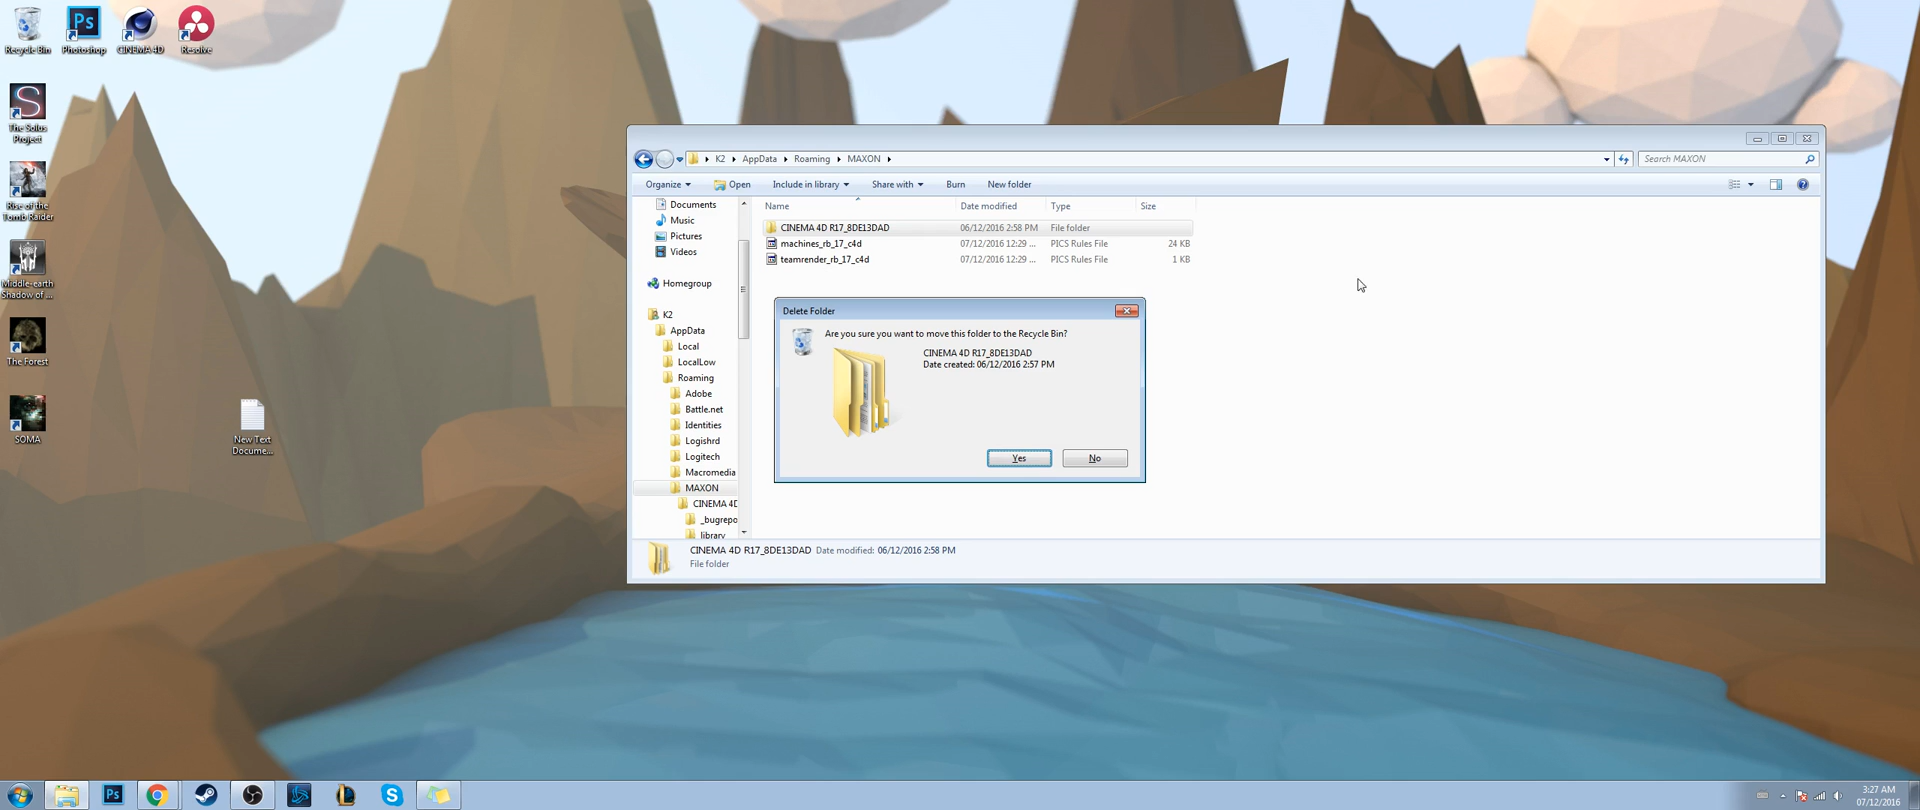 Recycle Bin
Photoshop
CINEMA 4D
Resolve
The Solus
Project
Rise of the
Tomb Raider
Middle-earth
Shadow of ...
The Forest
SOMA
New Text
Docume...
K2
AppData
Roaming
MAXON
Search MAXON
Organize
Open
Include in library
Share with
Burn
New folder
Documents
Music
Pictures
Videos
Homegroup
K2
AppData
Local
LocalLow
Roaming
Adobe
Battle.net
Identities
Logishrd
Logitech
Macromedia
MAXON
CINEMA 4D
_bugrepo
library
Name
Date modified
Type
Size
CINEMA 4D R17_8DE13DAD 06/12/2016 2:58 PM File folder
machines_rb_17_c4d 07/12/2016 12:29 ... PICS Rules File 24 KB
teamrender_rb_17_c4d 07/12/2016 12:29 ... PICS Rules File 1 KB
Delete Folder
Are you sure you want to move this folder to the Recycle Bin?
CINEMA 4D R17_8DE13DAD
Date created: 06/12/2016 2:57 PM
Yes
No
CINEMA 4D R17_8DE13DAD Date modified: 06/12/2016 2:58 PM
File folder
Ps
3:27 AM
07/12/2016